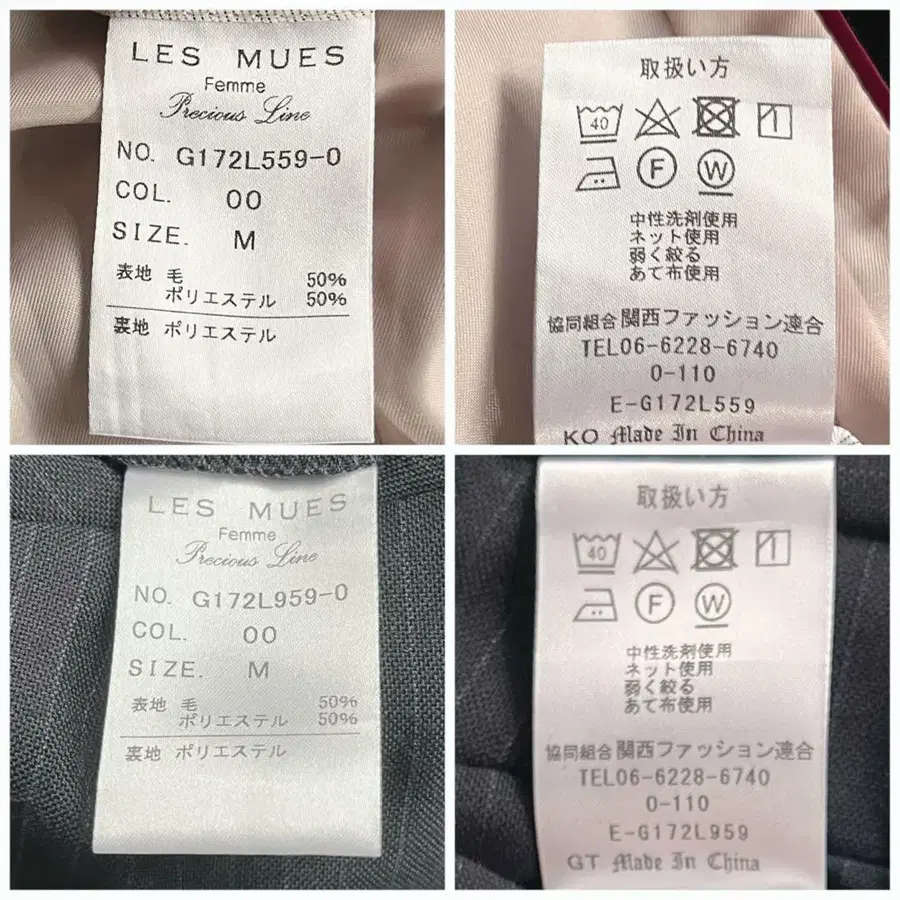 LES MUES
Femme
Precious Line
NO. G172L559-0
COL. 00
SIZE. M
表地 毛 50%
ポリエステル 50%
裏地 ポリエステル
取扱い方
40
F W
中性洗剤使用
ネット使用
弱く絞る
あて布使用
協同組合関西ファッション連合
TEL06-6228-6740
0-110
E-G172L559
KO Made In China
LES MUES
Femme
Precious Line
NO. G172L959-0
COL. 00
SIZE. M
表地 毛 50%
ポリエステル 50%
裏地 ポリエステル
取扱い方
40
F W
中性洗剤使用
ネット使用
弱く絞る
あて布使用
協同組合関西ファッション連合
TEL06-6228-6740
0-110
E-G172L959
GT Made In China